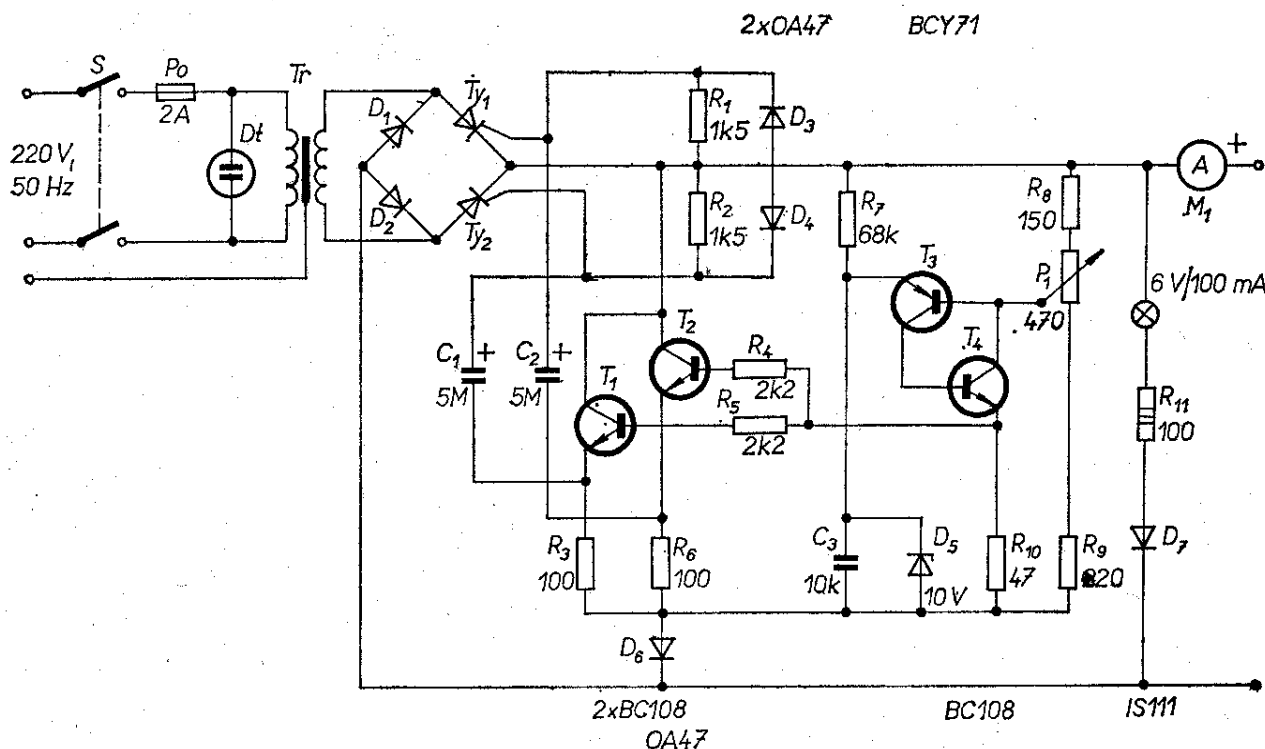 2xOA47 BCY71
S
Po
2A
Tr
D1
Ty1
R1
1k5
D3
Dt
220 V,
50 Hz
A
+
M1
D2
Ty2
R2
1k5
D4
R7
68k
R8
150
T3
P1
470
6 V/100 mA
C1
+
5M
C2
+
5M
T2
T1
R4
2k2
R5
2k2
T4
R11
100
R3
100
R6
100
C3
10k
D5
10 V
R10
47
R9
D7
D6
2xBC108
OA47
BC108
IS111